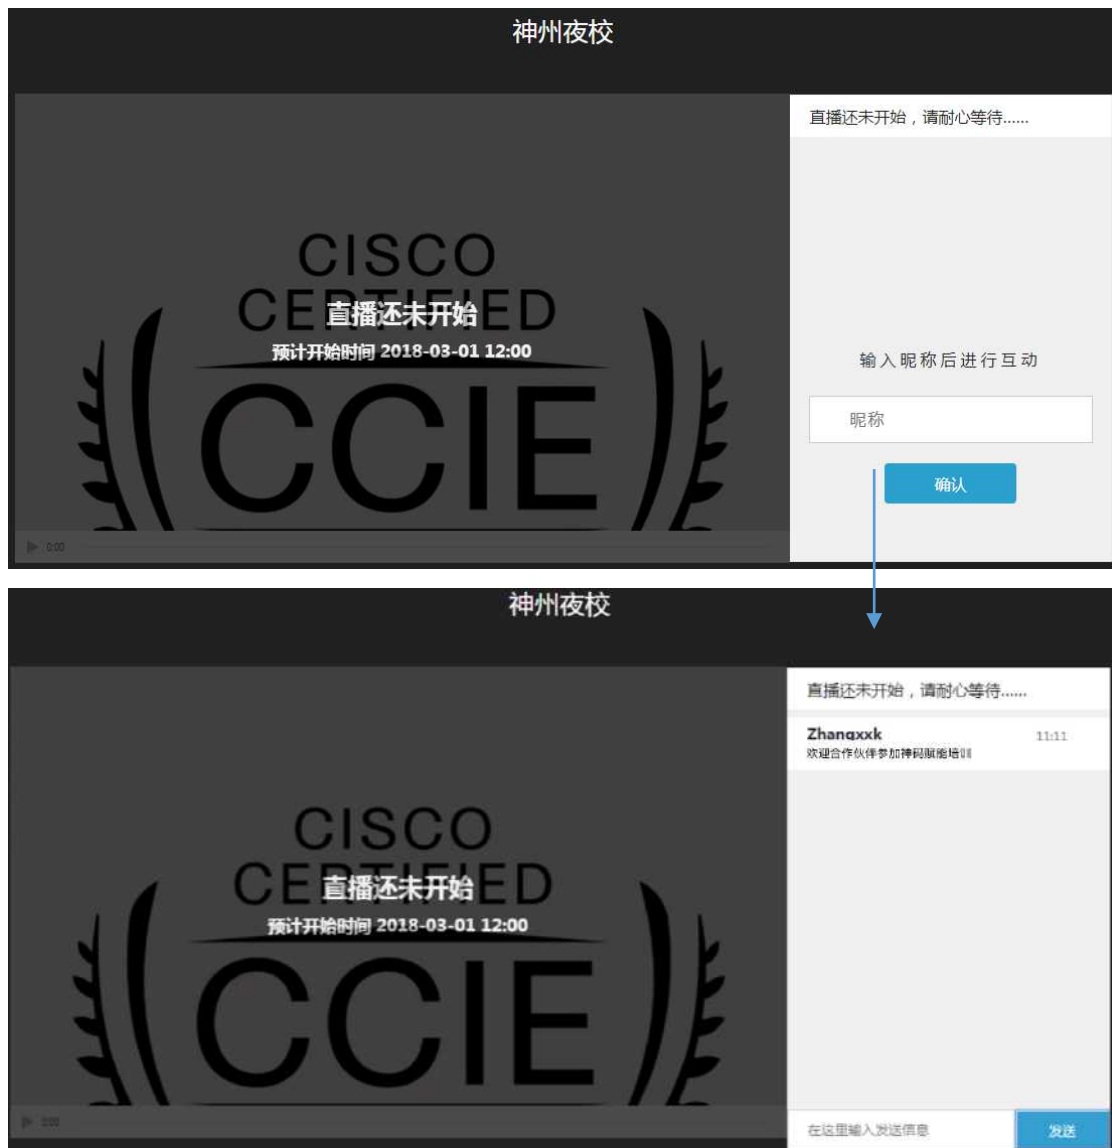 神州夜校
直播还未开始，请耐心等待......
CISCO
CERTIFIED
直播还未开始
预计开始时间 2018-03-01 12:00
CCIE
输入昵称后进行互动
昵称
确认
0:00
神州夜校
直播还未开始，请耐心等待......
Zhangxxk 11:11
欢迎合作伙伴参加神码赋能培训
CISCO
CERTIFIED
直播还未开始
预计开始时间 2018-03-01 12:00
CCIE
0:00
在这里输入发送信息
发送